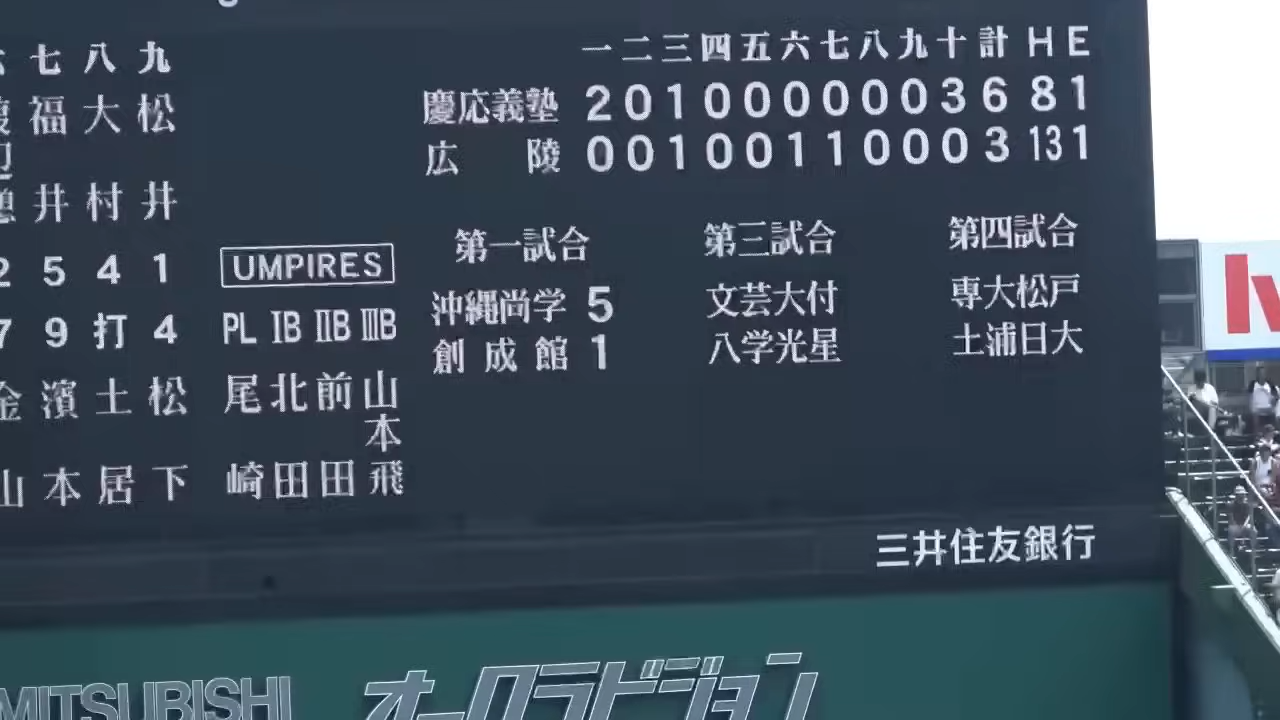 七 八 九
福 大 松
井 村 井
5 4 1
9 打 4
濱 土 松
本 居 下
UMPIRES
PL ⅠB ⅡB ⅢB
尾崎 北田 前田 山本飛
一 二 三 四 五 六 七 八 九 十 計 H E
慶応義塾 2 0 1 0 0 0 0 0 0 3 6 8 1
広陵 0 0 1 0 0 1 1 0 0 0 3 13 1
第一試合 第三試合 第四試合
沖縄尚学 5 文芸大付 専大松戸
創成館 1 八学光星 土浦日大
三井住友銀行
MITSUBISHI オーロラビジョン